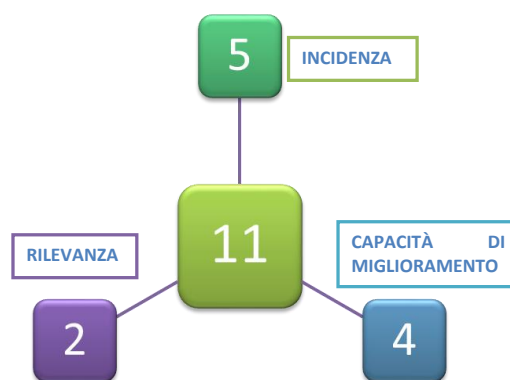 5
INCIDENZA
11
RILEVANZA
CAPACITÀ DI
MIGLIORAMENTO
2
4